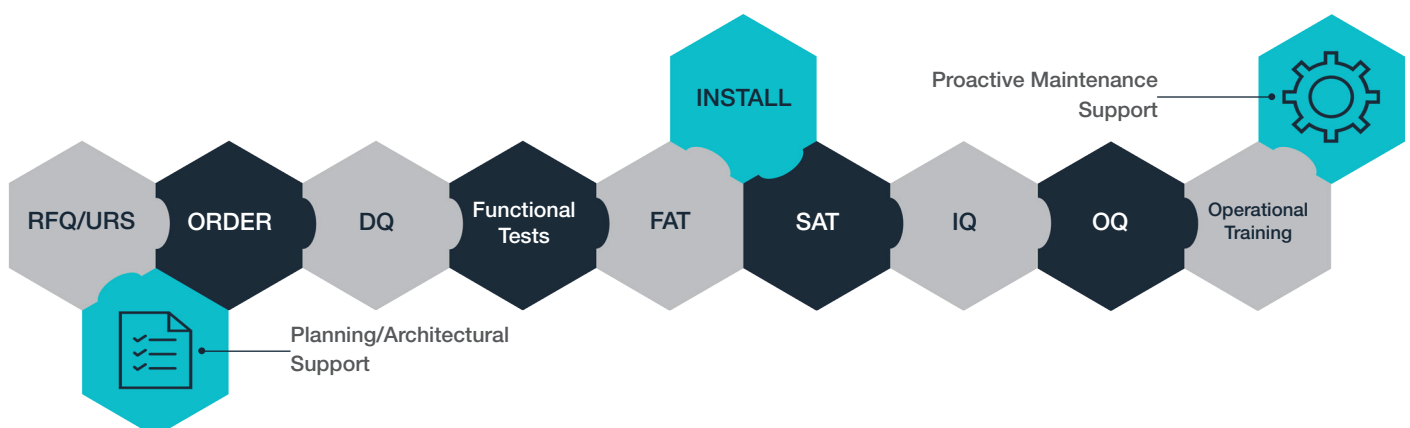 INSTALL
Proactive Maintenance
Support
RFQ/URS
ORDER
DQ
Functional
Tests
FAT
SAT
IQ
OQ
Operational
Training
Planning/Architectural
Support